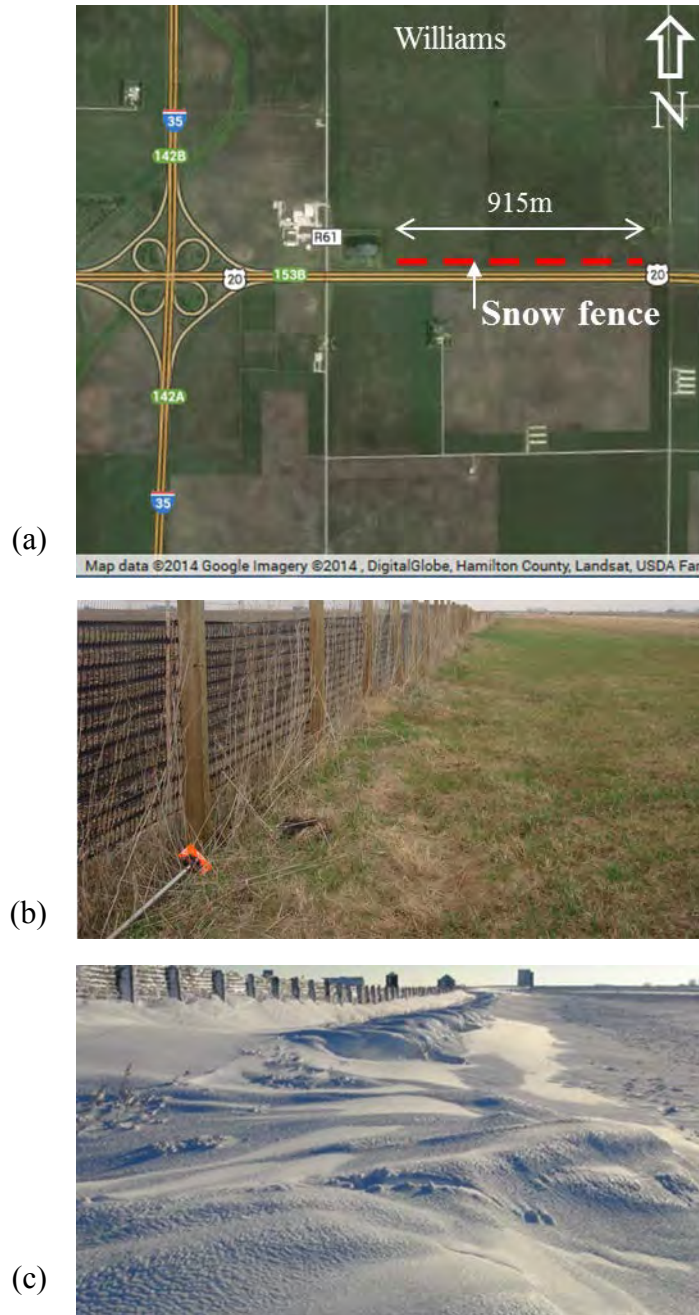 Williams
N
35
142B
915m
R61
20
153B
20
Snow fence
142A
35
(a)
Map data ©2014 Google Imagery ©2014 , DigitalGlobe, Hamilton County, Landsat, USDA Far
(b)
(c)